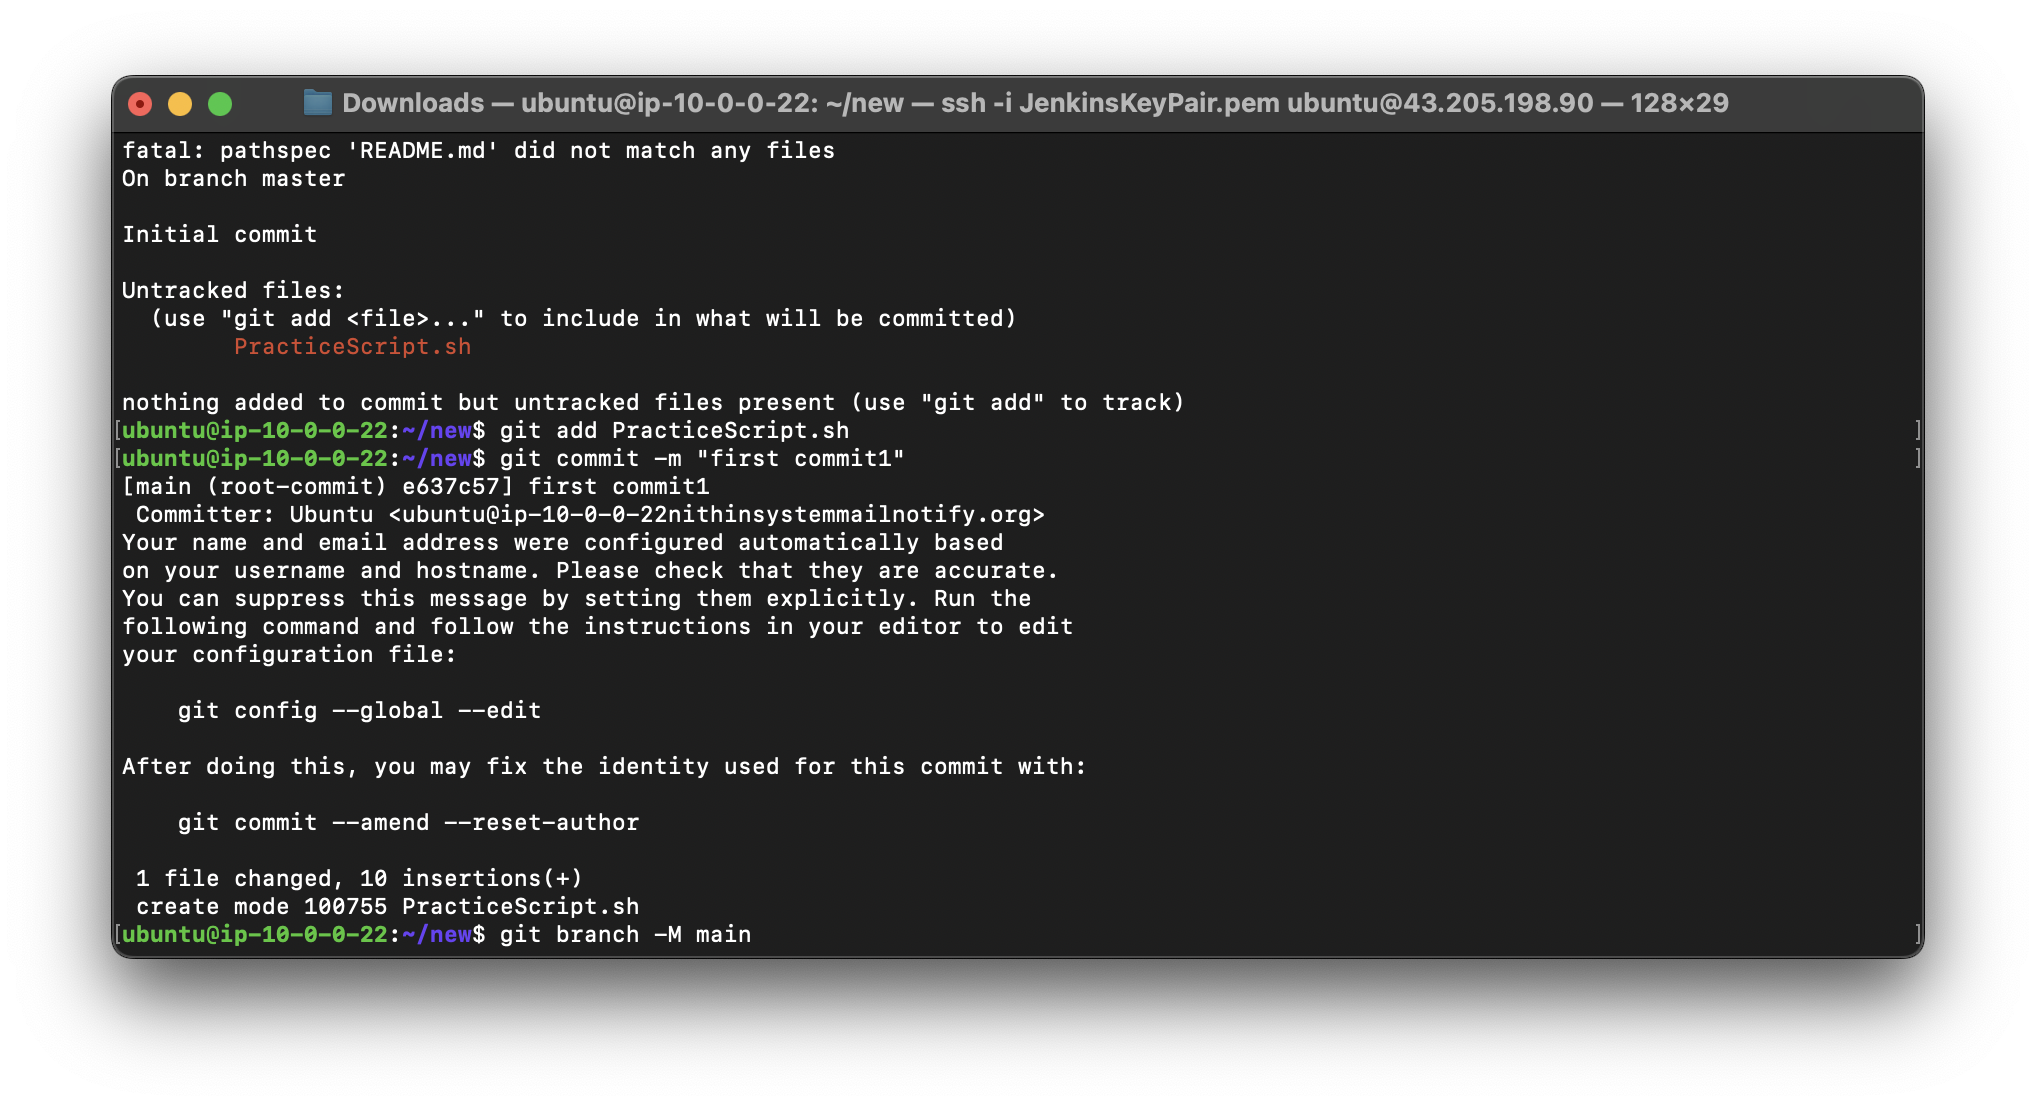 Downloads — ubuntu@ip-10-0-0-22: ~/new — ssh -i JenkinsKeyPair.pem ubuntu@43.205.198.90 — 128×29
fatal: pathspec 'README.md' did not match any files
On branch master
Initial commit
Untracked files:
  (use "git add <file>..." to include in what will be committed)
        PracticeScript.sh
nothing added to commit but untracked files present (use "git add" to track)
[ubuntu@ip-10-0-0-22:~/new$ git add PracticeScript.sh ]
[ubuntu@ip-10-0-0-22:~/new$ git commit -m "first commit1" ]
[main (root-commit) e637c57] first commit1
 Committer: Ubuntu <ubuntu@ip-10-0-0-22nithinsystemmailnotify.org>
Your name and email address were configured automatically based
on your username and hostname. Please check that they are accurate.
You can suppress this message by setting them explicitly. Run the
following command and follow the instructions in your editor to edit
your configuration file:
    git config --global --edit
After doing this, you may fix the identity used for this commit with:
    git commit --amend --reset-author
 1 file changed, 10 insertions(+)
 create mode 100755 PracticeScript.sh
[ubuntu@ip-10-0-0-22:~/new$ git branch -M main ]